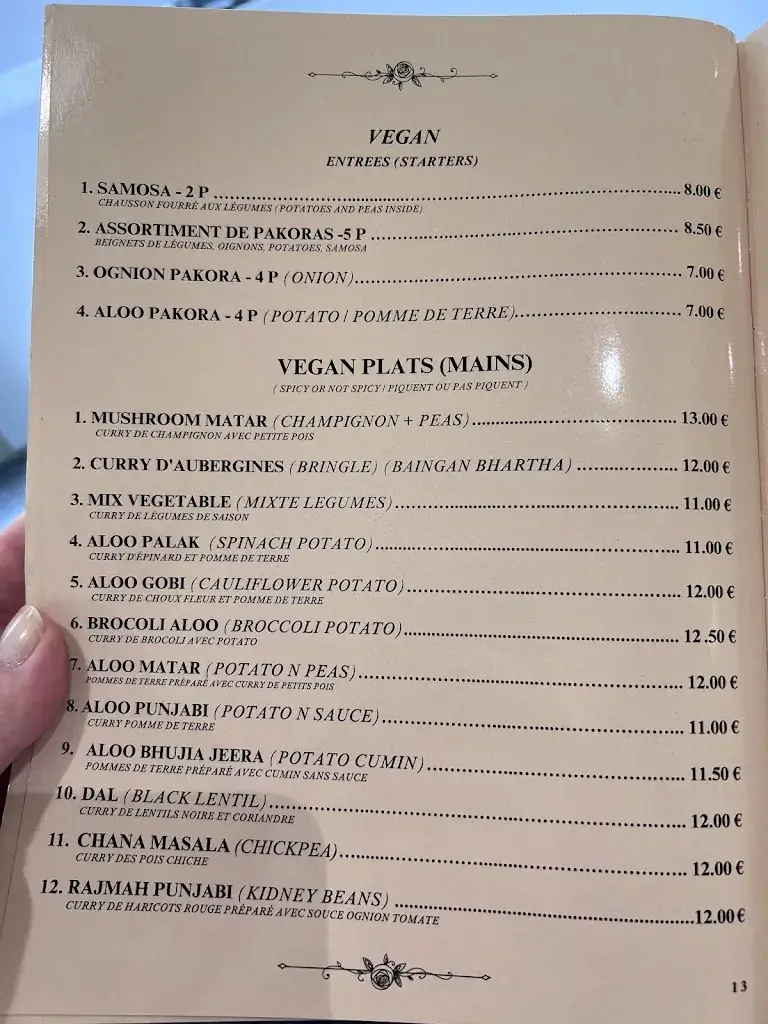 VEGAN
ENTREES (STARTERS)
1. SAMOSA - 2 P ........ 8.00 €
CHAUSSON FOURRÉ AUX LÉGUMES (POTATOES AND PEAS INSIDE)
2. ASSORTIMENT DE PAKORAS -5 P ........ 8.50 €
BEIGNETS DE LÉGUMES, OIGNONS, POTATOES, SAMOSA
3. OGNION PAKORA - 4 P (ONION)........ 7.00 €
4. ALOO PAKORA - 4 P (POTATO / POMME DE TERRE)........ 7.00 €
VEGAN PLATS (MAINS)
( SPICY OR NOT SPICY / PIQUENT OU PAS PIQUENT )
1. MUSHROOM MATAR (CHAMPIGNON + PEAS)........ 13.00 €
CURRY DE CHAMPIGNON AVEC PETITE POIS
2. CURRY D'AUBERGINES (BRINGLE) (BAINGAN BHARTHA) ........ 12.00 €
3. MIX VEGETABLE (MIXTE LEGUMES)........ 11.00 €
CURRY DE LÉGUMES DE SAISON
4. ALOO PALAK (SPINACH POTATO)........ 11.00 €
CURRY D'ÉPINARD ET POMME DE TERRE
5. ALOO GOBI (CAULIFLOWER POTATO)........ 12.00 €
CURRY DE CHOUX FLEUR ET POMME DE TERRE
6. BROCOLI ALOO (BROCCOLI POTATO)........ 12 .50 €
CURRY DE BROCOLI AVEC POTATO
7. ALOO MATAR (POTATO N PEAS)........ 12.00 €
POMMES DE TERRE PRÉPARÉ AVEC CURRY DE PETITS POIS
8. ALOO PUNJABI (POTATO N SAUCE)........ 11.00 €
CURRY POMME DE TERRE
9. ALOO BHUJIA JEERA (POTATO CUMIN)........ 11.50 €
POMMES DE TERRE PRÉPARÉ AVEC CUMIN SANS SAUCE
10. DAL (BLACK LENTIL)........ 12.00 €
CURRY DE LENTILS NOIRE ET CORIANDRE
11. CHANA MASALA (CHICKPEA)........ 12.00 €
CURRY DES POIS CHICHE
12. RAJMAH PUNJABI (KIDNEY BEANS) ........ 12.00 €
CURRY DE HARICOTS ROUGE PRÉPARÉ AVEC SOUCE OGNION TOMATE
13